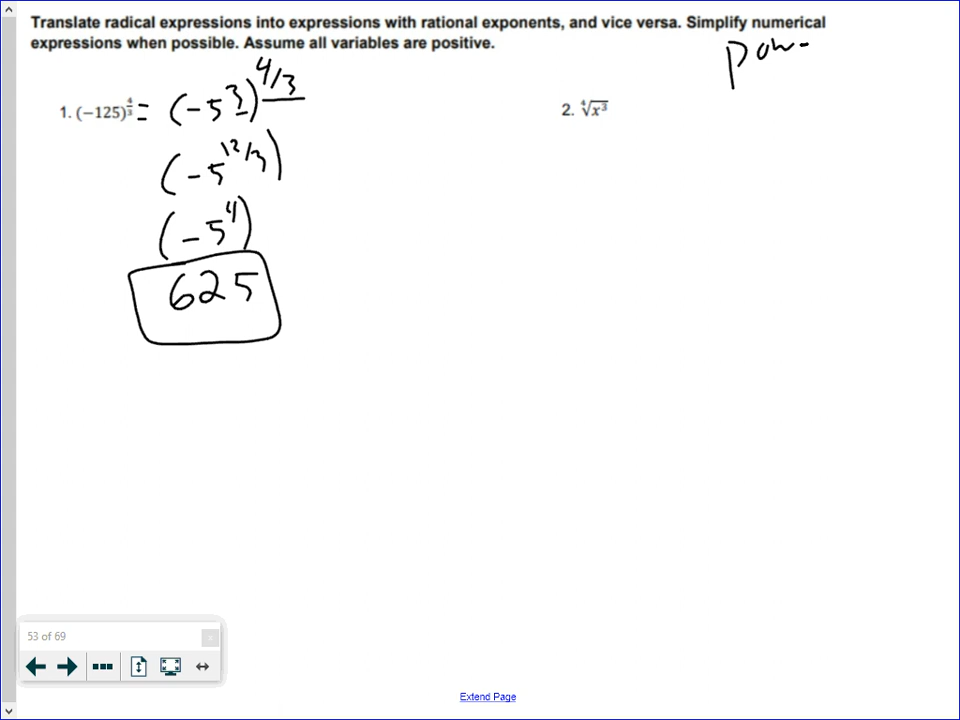 Translate radical expressions into expressions with rational exponents, and vice versa. Simplify numerical
expressions when possible. Assume all variables are positive.
pow
1. (−125)^{4/3} = (-5^3)^{4/3}
(-5^{12/3})
(-5^4)
625
2. ∜x³
53 of 69
Extend Page